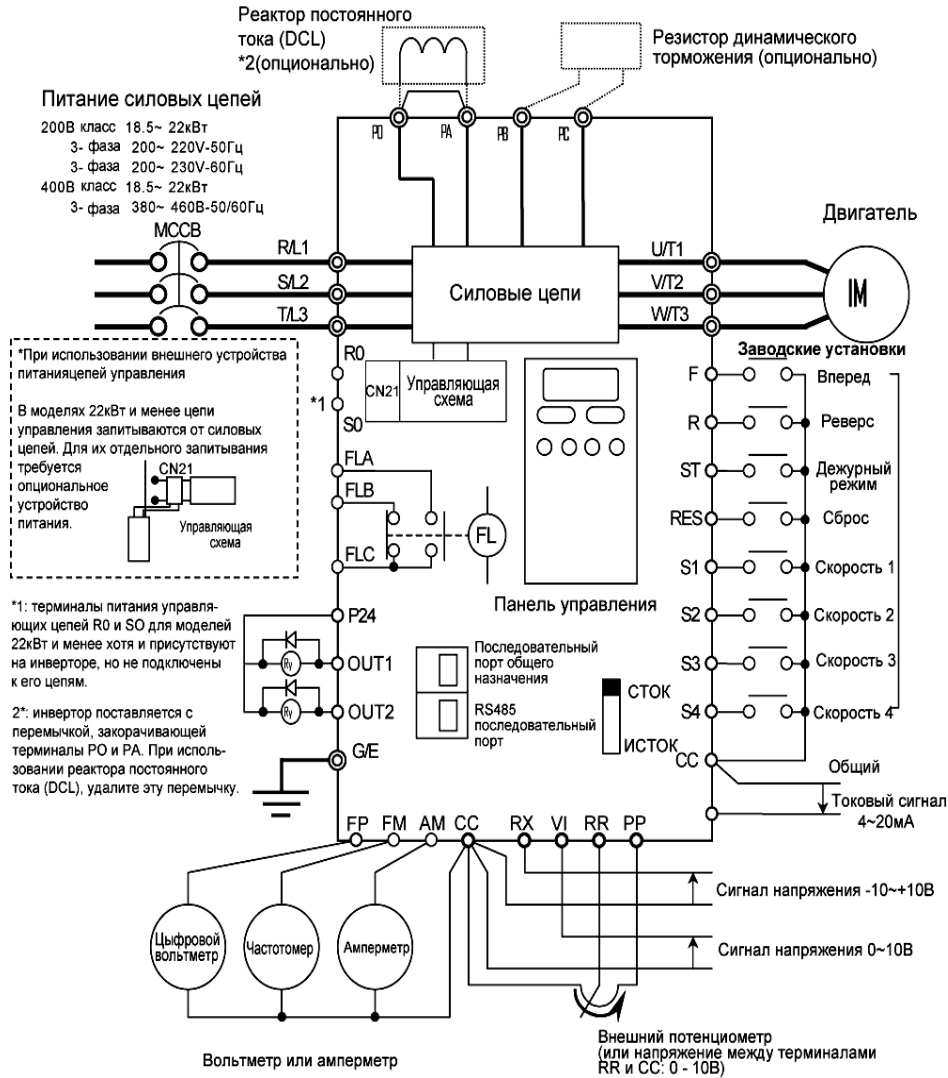 Реактор постоянного
тока (DCL)
*2(опционально)
Резистор динамического
торможения (опционально)
Питание силовых цепей
200В класс 18.5~ 22кВт
3- фаза 200~ 220V-50Гц
3- фаза 200~ 230V-60Гц
400В класс 18.5~ 22кВт
3- фаза 380~ 460В-50/60Гц
PO
PA
PB
PC
MCCB
Двигатель
R/L1
S/L2
T/L3
Силовые цепи
U/T1
V/T2
W/T3
IM
*При использовании внешнего устройства
питанияцепей управления
В моделях 22кВт и менее цепи
управления запитываются от силовых
цепей. Для их отдельного запитывания
требуется
опциональное
устройство
питания.
CN21
Управляющая
схема
R0
*1
S0
CN21
Управляющая
схема
FLA
FLB
FLC
FL
Панель управления
Заводские установки
F
Вперед
R
Реверс
ST
Дежурный
режим
RES
Сброс
S1
Скорость 1
S2
Скорость 2
S3
Скорость 3
S4
Скорость 4
CC
Общий
Токовый сигнал
4~20мА
*1: терминалы питания управля-
ющих цепей R0 и SO для моделей
22кВт и менее хотя и присутствуют
на инверторе, но не подключены
к его цепям.
2*: инвертор поставляется с
перемычкой, закорачивающей
терминалы PO и PA. При исполь-
зовании реактора постоянного
тока (DCL), удалите эту перемычку.
P24
Ry
OUT1
Ry
OUT2
G/E
Последовательный
порт общего
назначения
RS485
последовательный
порт
СТОК
ИСТОК
FP
FM
AM
CC
RX
VI
RR
PP
Цыфровой
вольтметр
Частотомер
Амперметр
Сигнал напряжения -10~+10В
Сигнал напряжения 0~10В
Вольтметр или амперметр
Внешний потенциометр
(или напряжение между терминалами
RR и CC: 0 - 10В)